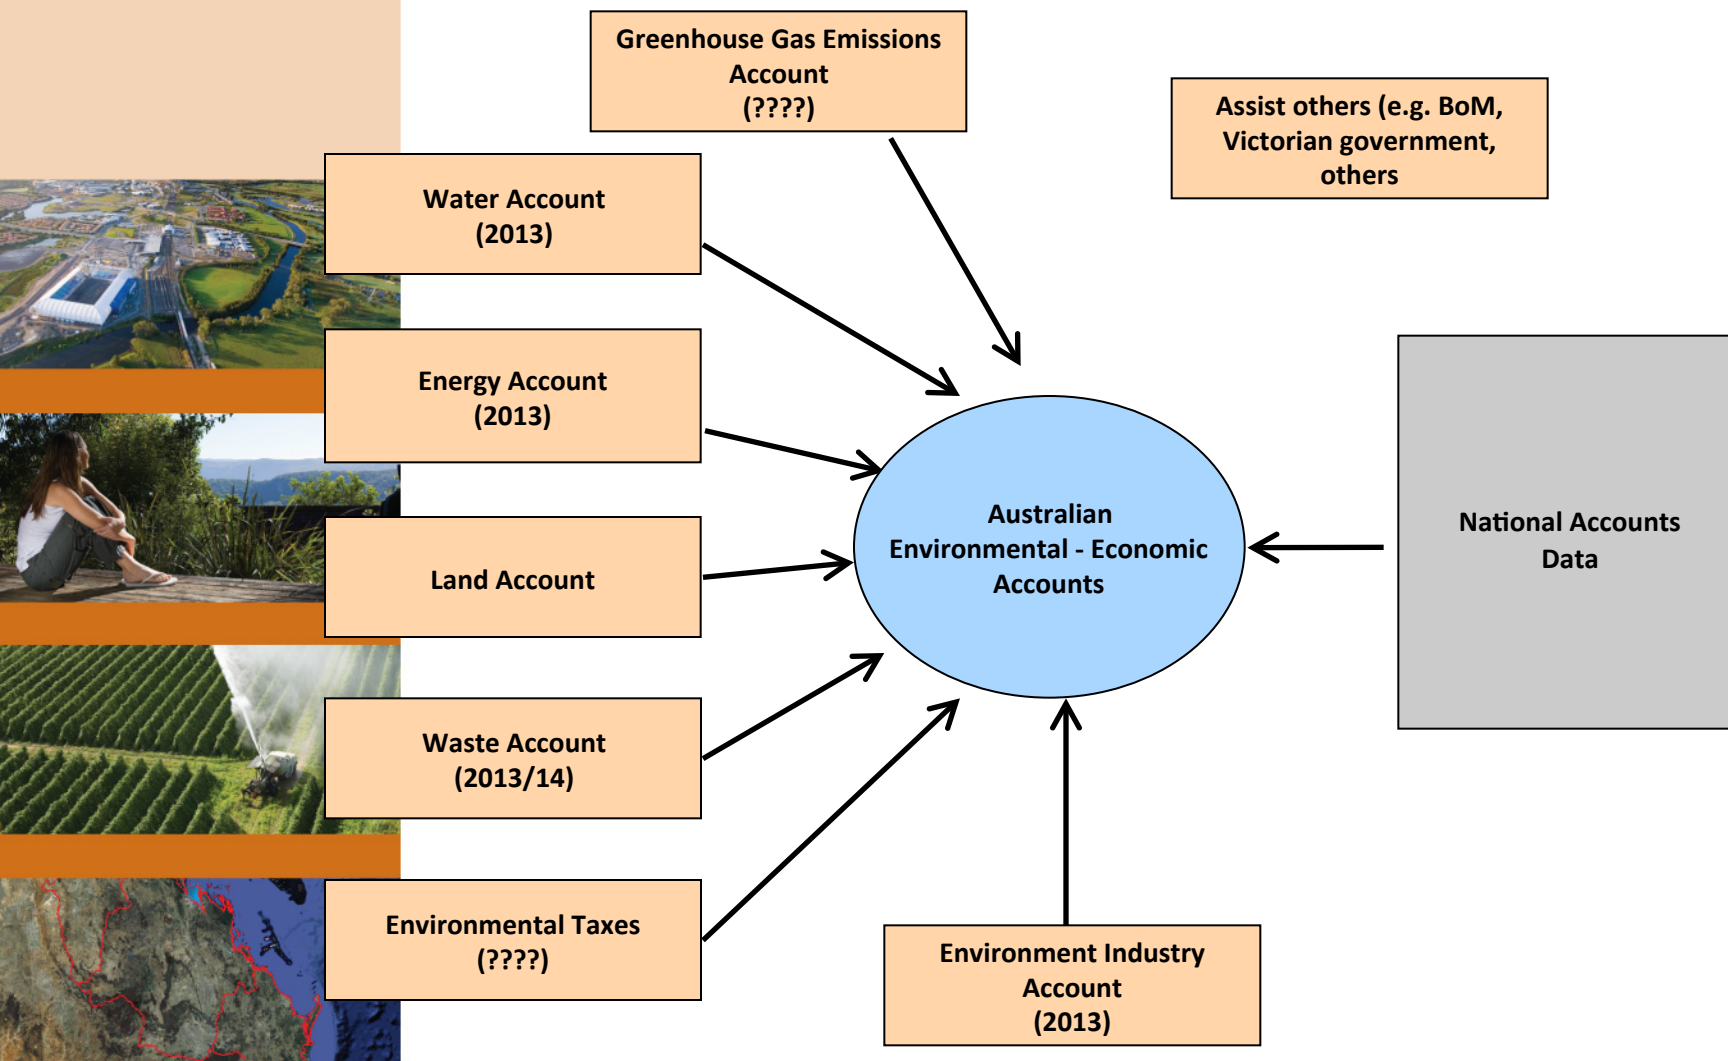 Greenhouse Gas Emissions
Account
(????)
Assist others (e.g. BoM,
Victorian government,
others
Water Account
(2013)
Energy Account
(2013)
Land Account
Waste Account
(2013/14)
Environmental Taxes
(????)
Australian
Environmental - Economic
Accounts
National Accounts
Data
Environment Industry
Account
(2013)